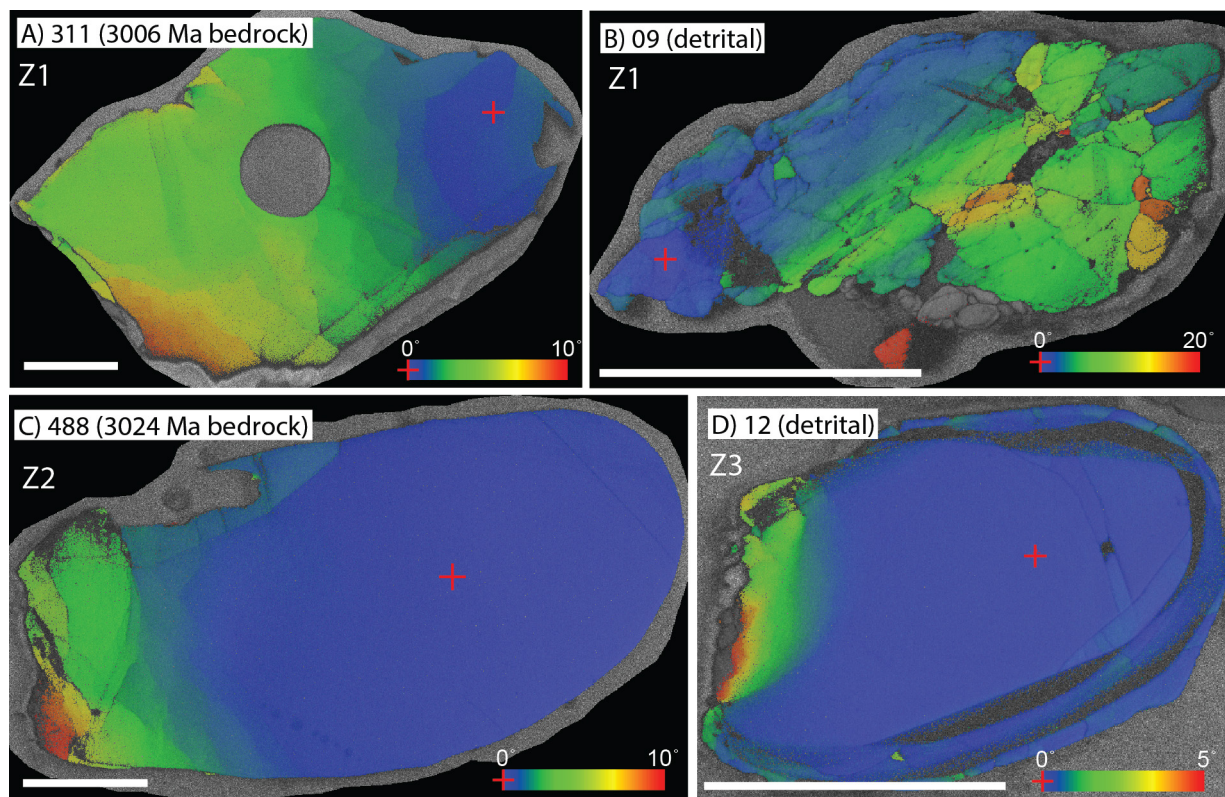 A) 311 (3006 Ma bedrock)
Z1
0° 10°
B) 09 (detrital)
Z1
0° 20°
C) 488 (3024 Ma bedrock)
Z2
0° 10°
D) 12 (detrital)
Z3
0° 5°